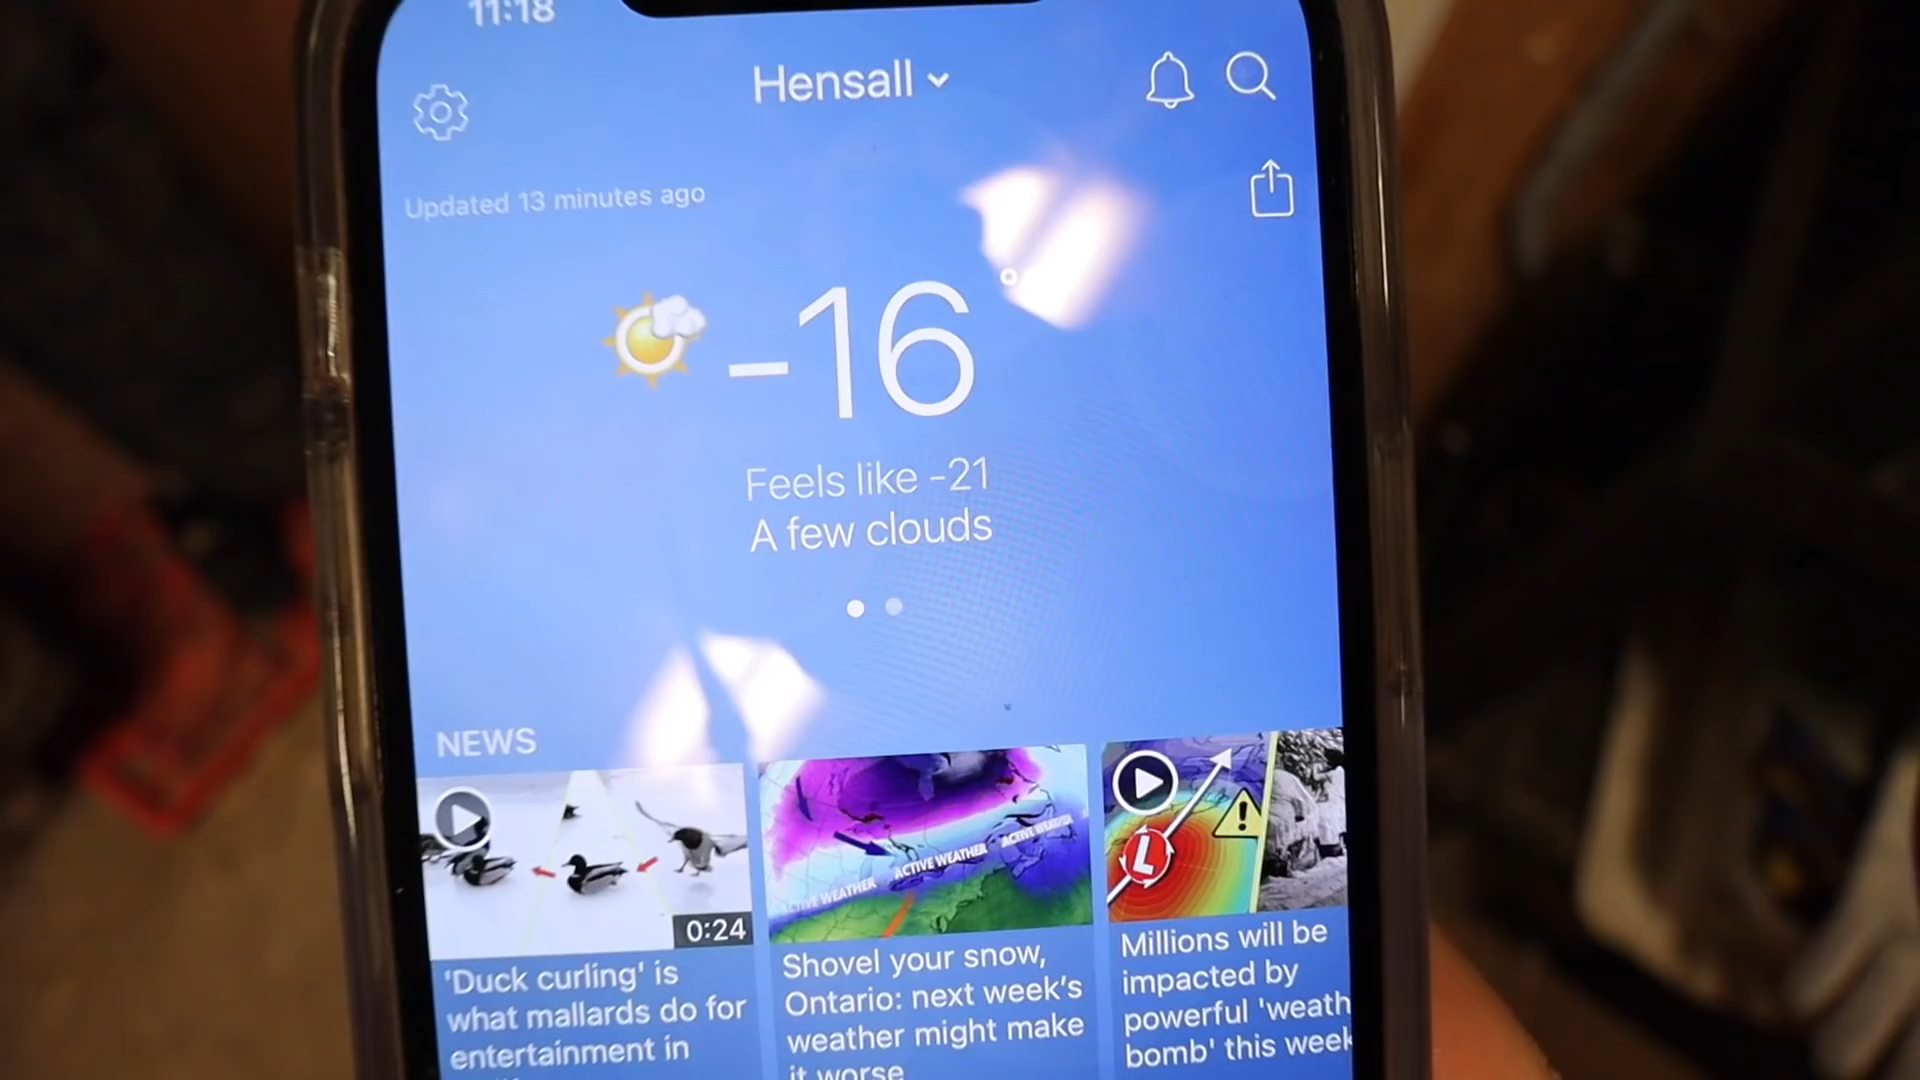 11:18
Hensall
Updated 13 minutes ago
-16°
Feels like -21
A few clouds
NEWS
0:24
ACTIVE WEATHER
ACTIVE WEATHER
L
'Duck curling' is
what mallards do for
entertainment in
Shovel your snow,
Ontario: next week's
weather might make
it worse
Millions will be
impacted by
powerful 'weath
bomb' this week